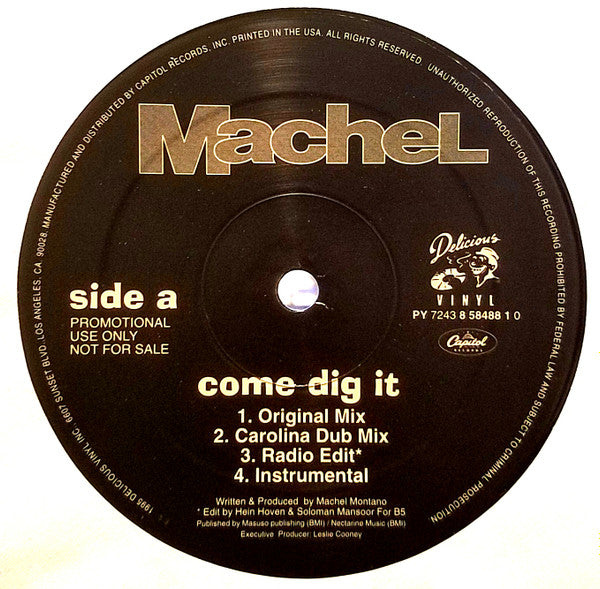 MacheL
side a
PROMOTIONAL
USE ONLY
NOT FOR SALE
Delicious
VINYL
PY 7243 8 58488 1 0
Capitol
RECORDS
come dig it
1. Original Mix
2. Carolina Dub Mix
3. Radio Edit*
4. Instrumental
Written & Produced by Machel Montano
* Edit by Hein Hoven & Soloman Mansoor For B5
Published by Masuso publishing (BMI) / Nectarine Music (BMI)
Executive Producer: Leslie Cooney
1995 DELICIOUS VINYL INC. 6607 SUNSET BLVD., LOS ANGELES, CA. 90028. MANUFACTURED AND DISTRIBUTED BY CAPITOL RECORDS, INC. PRINTED IN THE USA. ALL RIGHTS RESERVED. UNAUTHORIZED REPRODUCTION OF THIS RECORDING PROHIBITED BY FEDERAL LAW AND SUBJECT TO CRIMINAL PROSECUTION.